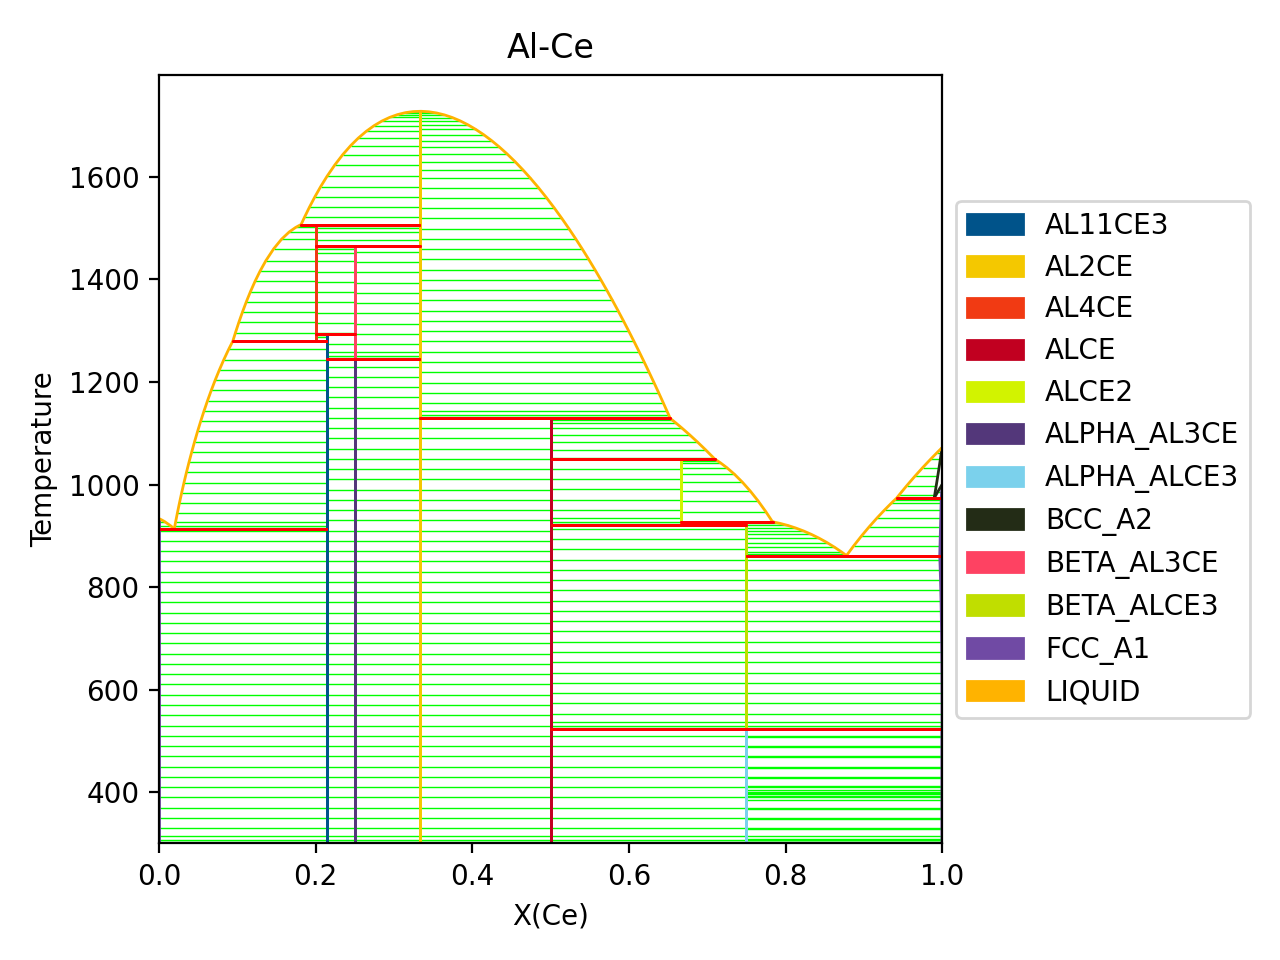 Al-Ce
Temperature
1600
1400
1200
1000
800
600
400
0.0 0.2 0.4 0.6 0.8 1.0
X(Ce)
AL11CE3
AL2CE
AL4CE
ALCE
ALCE2
ALPHA_AL3CE
ALPHA_ALCE3
BCC_A2
BETA_AL3CE
BETA_ALCE3
FCC_A1
LIQUID